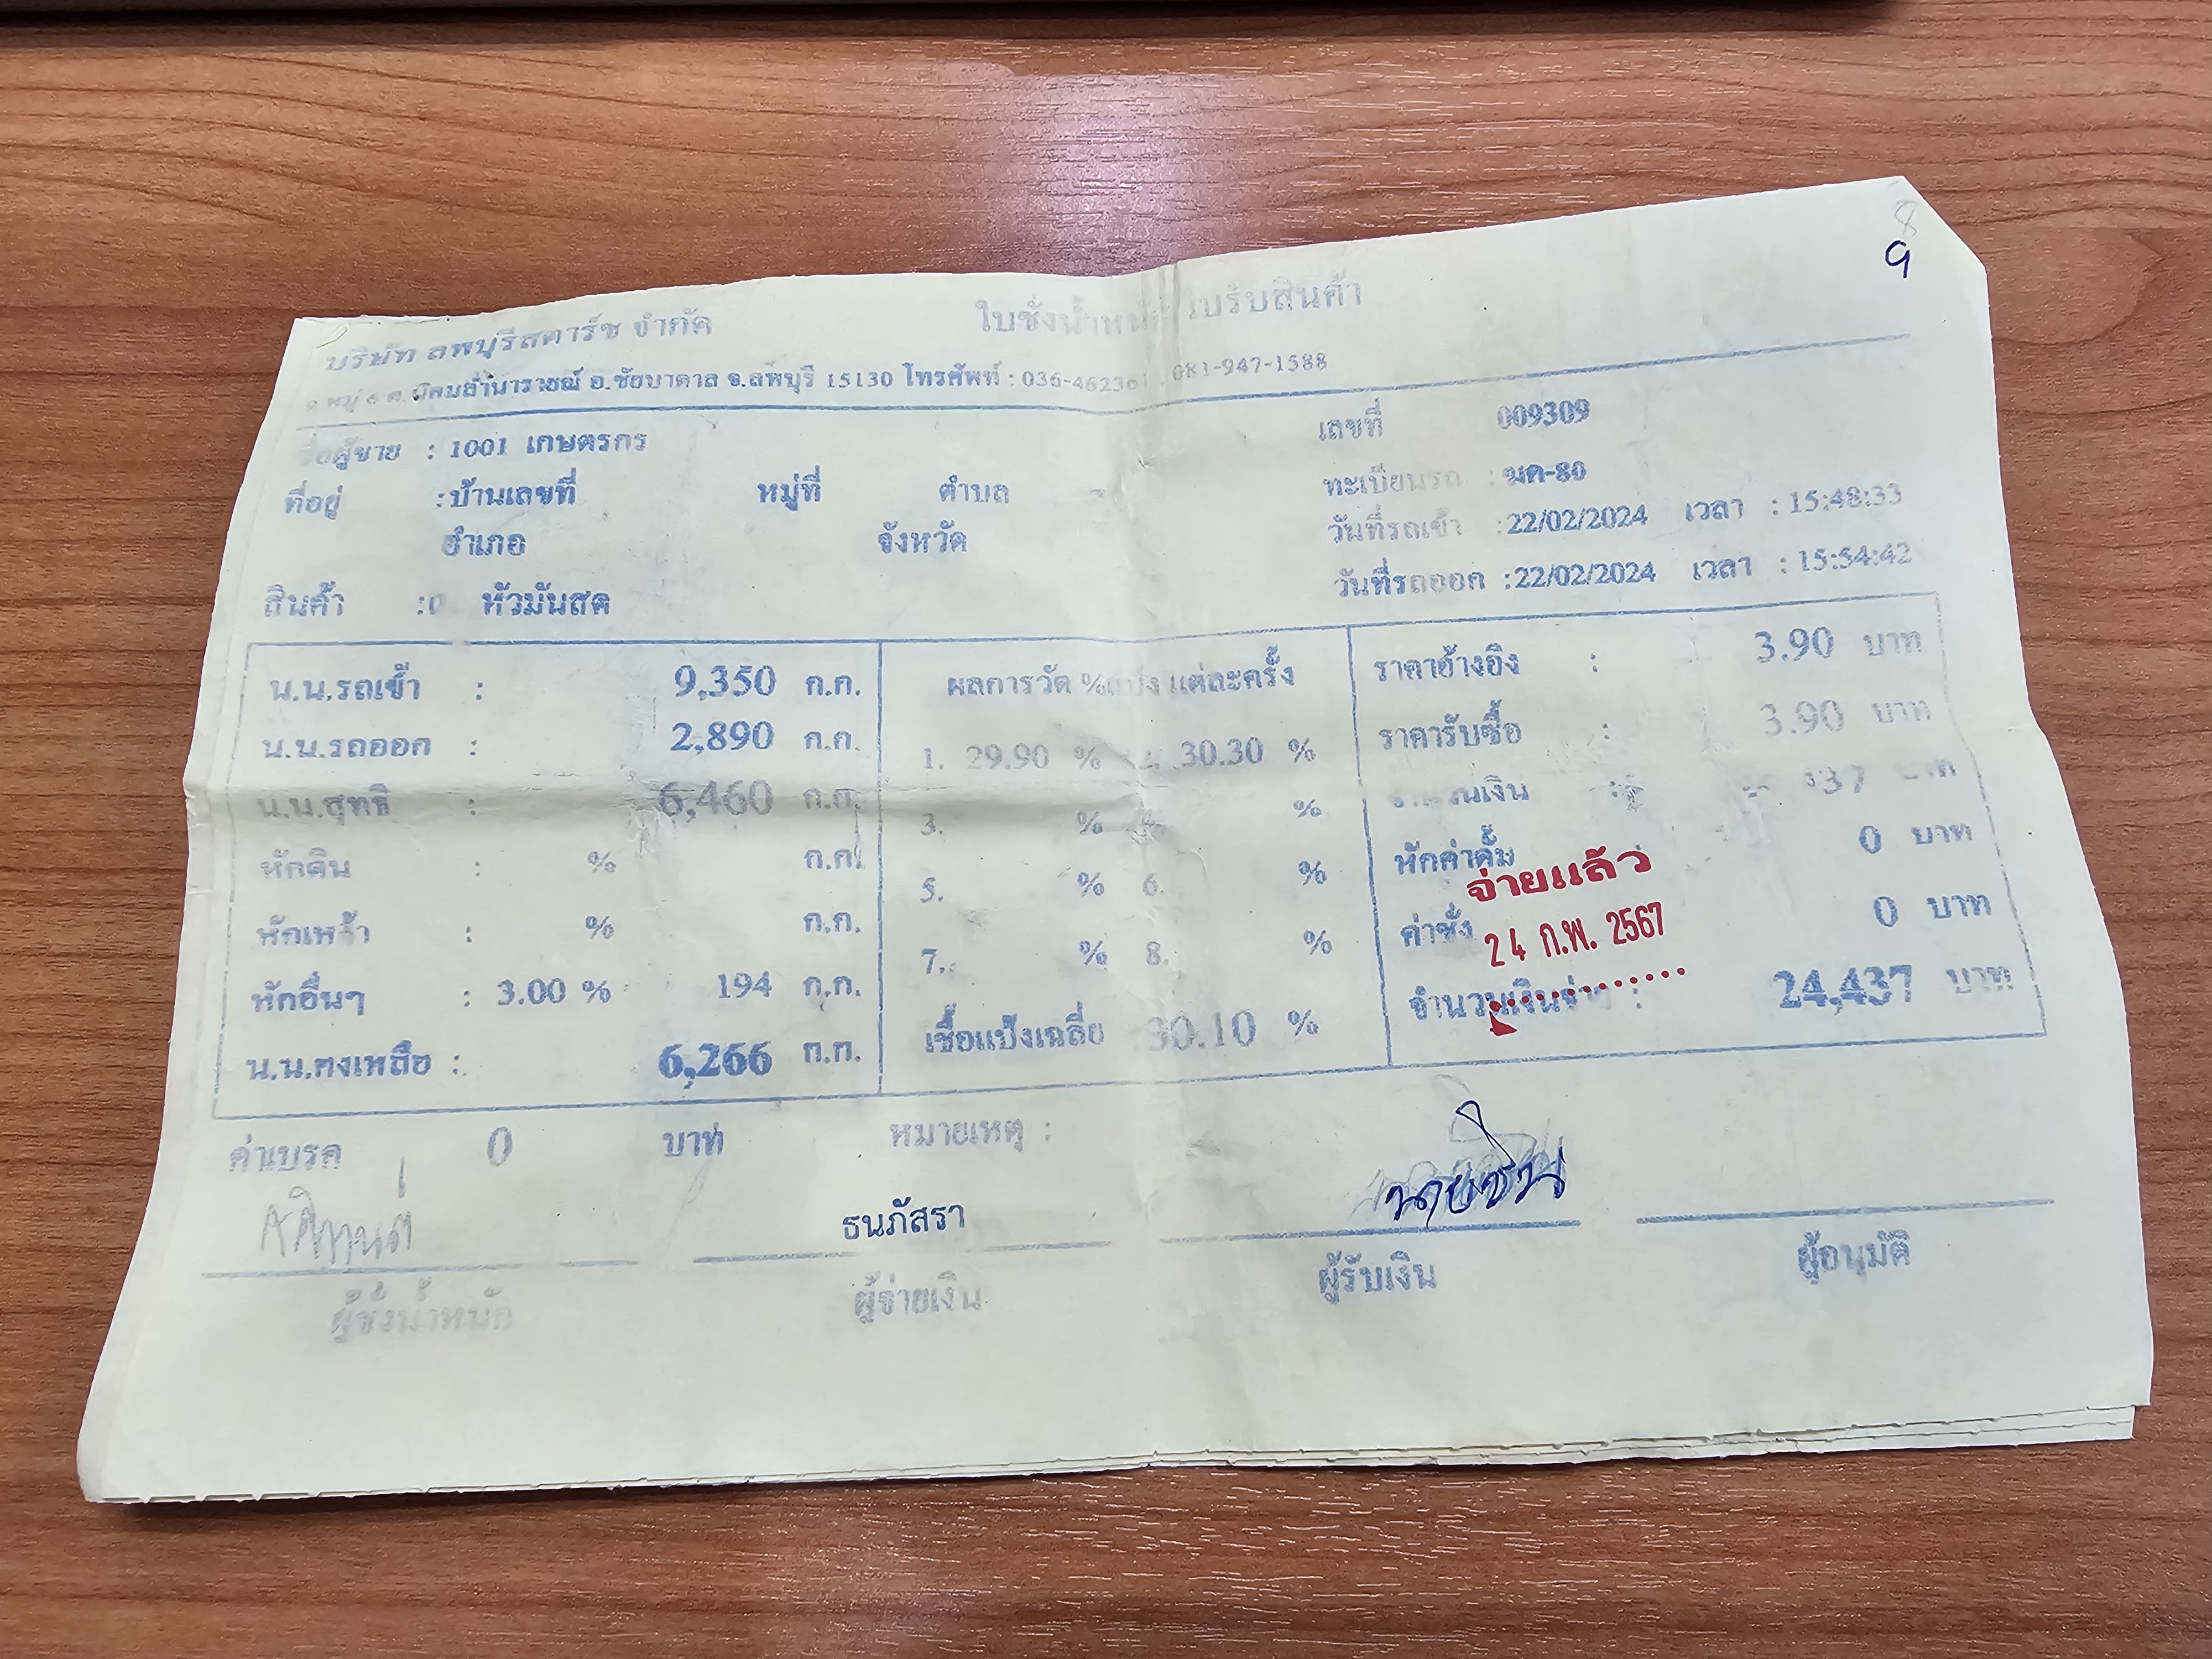 9
บริษัท ลพบุรีสตาร์ช จำกัด ใบชั่งน้ำหนัก ใบรับสินค้า
หมู่ 6 ต.นิคมลำนารายณ์ อ.ชัยบาดาล จ.ลพบุรี 15130 โทรศัพท์ : 081-947-1588
ชื่อผู้ขาย : 1001 เกษตรกร เลขที่ 009309
ที่อยู่ :บ้านเลขที่ หมู่ที่ ตำบล ทะเบียนรถ : ฆค-80
อำเภอ จังหวัด วันที่รถเข้า :22/02/2024 เวลา :15:48:33
สินค้า : หัวมันสด วันที่รถออก :22/02/2024 เวลา :15:54:42
น.น.รถเข้า : 9,350 ก.ก. ผลการวัด %แป้ง แต่ละครั้ง ราคาอ้างอิง : 3.90 บาท
น.น.รถออก : 2,890 ก.ก. 1. 29.90 % 2. 30.30 % ราคารับซื้อ : 3.90 บาท
น.น.สุทธิ : 6,460 ก.ก. 3. % % จำนวนเงิน : บาท
หักดิน : % ก.ก. 5. % 6. % หักค่าดั๊ม 0 บาท
จ่ายแล้ว
หักเหง้า : % ก.ก. 7. % 8. % ค่าชั่ง 0 บาท
24 ก.พ. 2567
หักอื่นๆ : 3.00 % 194 ก.ก. เชื้อแป้งเฉลี่ย 30.10 % จำนวนเงินจ่าย : 24,437 บาท
น.น.คงเหลือ : 6,266 ก.ก.
ค่าเบรค 0 บาท หมายเหตุ :
ธนภัสรา
ผู้ชั่งน้ำหนัก ผู้จ่ายเงิน ผู้รับเงิน ผู้อนุมัติ